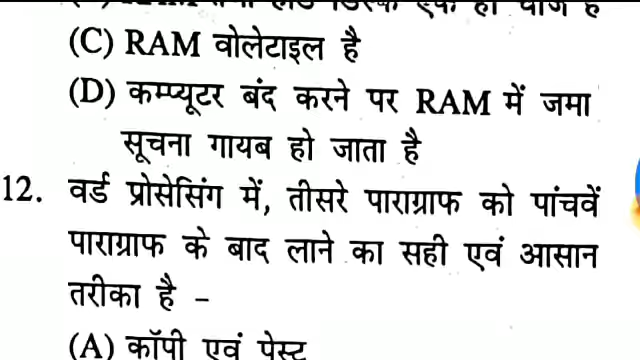 (C) RAM वोलेटाइल है
(D) कम्प्यूटर बंद करने पर RAM में जमा
सूचना गायब हो जाता है
12. वर्ड प्रोसेसिंग में, तीसरे पाराग्राफ को पांचवें
पाराग्राफ के बाद लाने का सही एवं आसान
तरीका है –
(A) कॉपी एवं पेस्ट